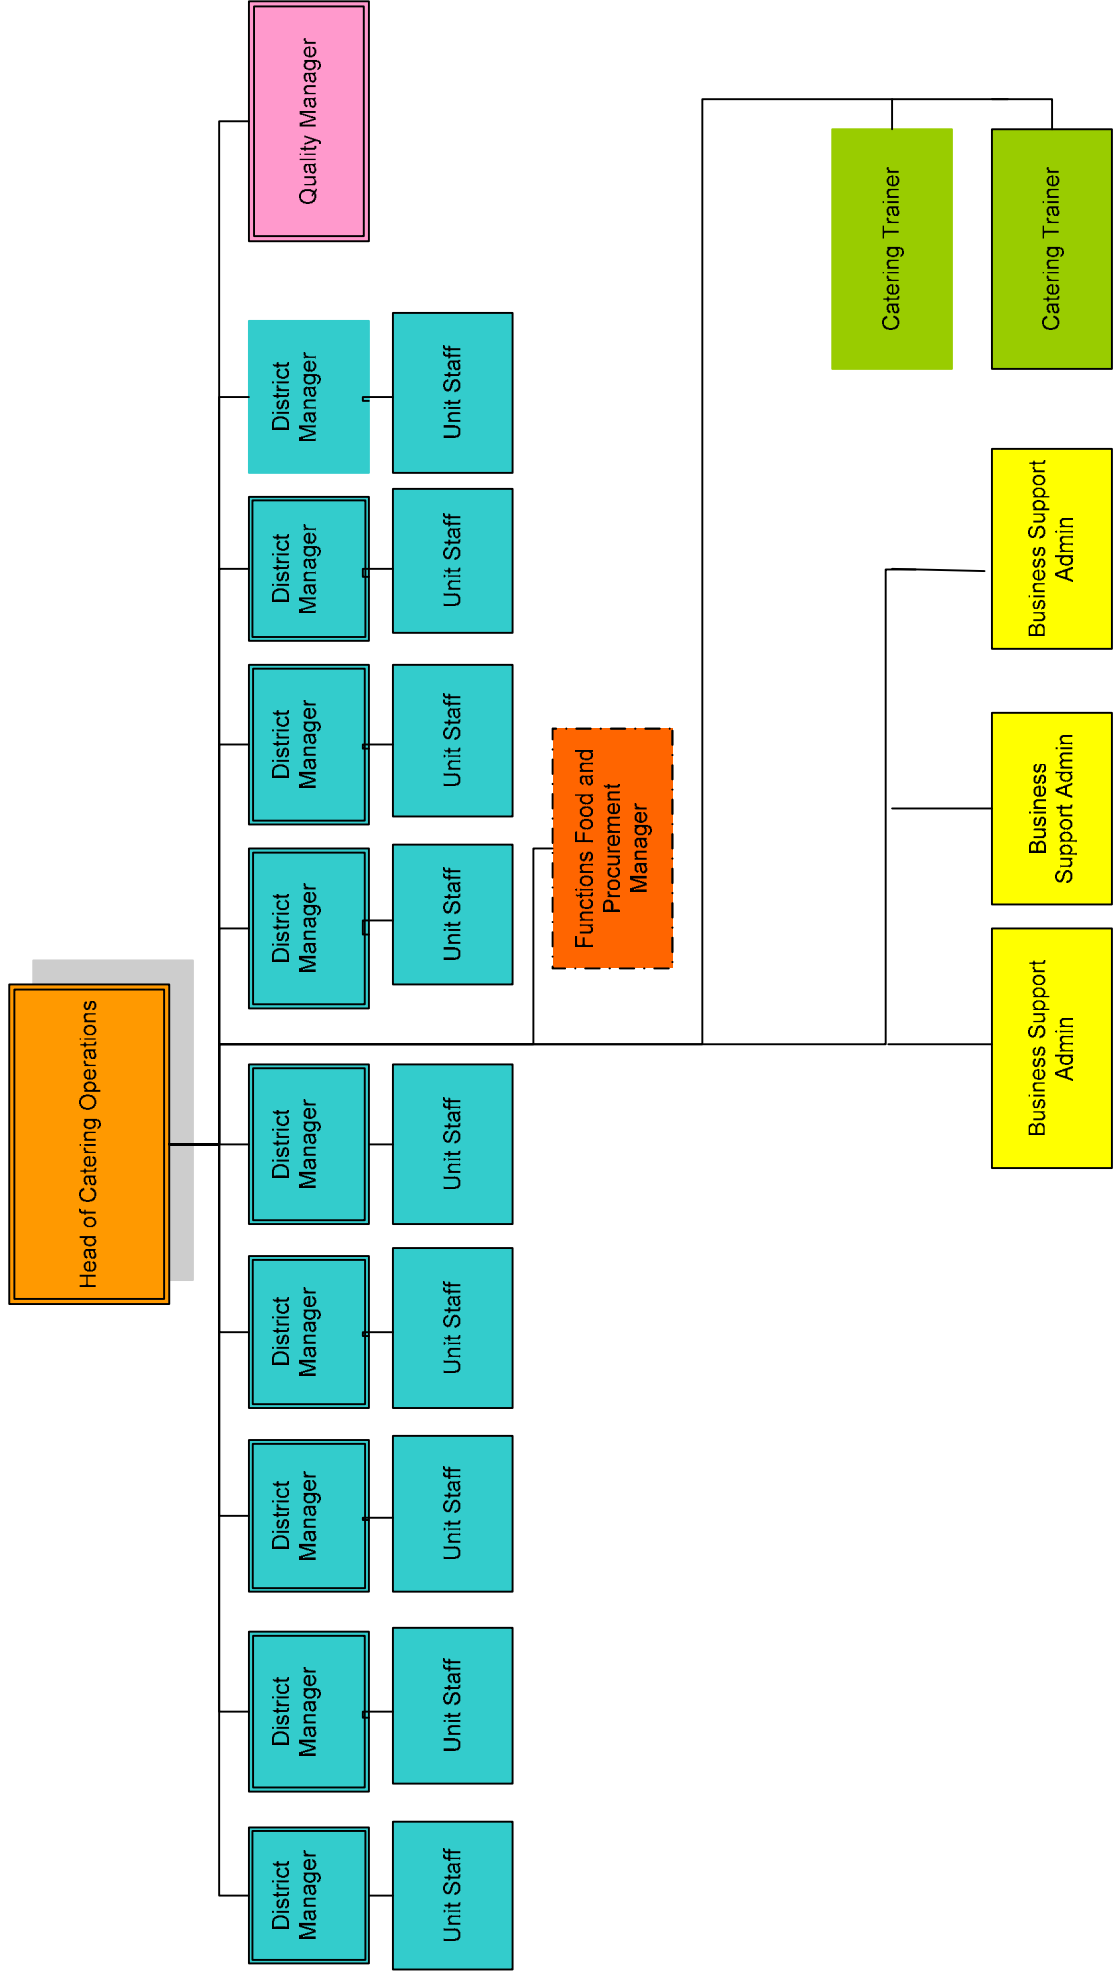 Head of Catering Operations
District
Manager
District
Manager
District
Manager
District
Manager
District
Manager
District
Manager
District
Manager
District
Manager
District
Manager
Quality Manager
Unit Staff
Unit Staff
Unit Staff
Unit Staff
Unit Staff
Unit Staff
Unit Staff
Unit Staff
Unit Staff
Functions Food and
Procurement
Manager
Catering Trainer
Business Support
Admin
Business
Support Admin
Business Support
Admin
Catering Trainer